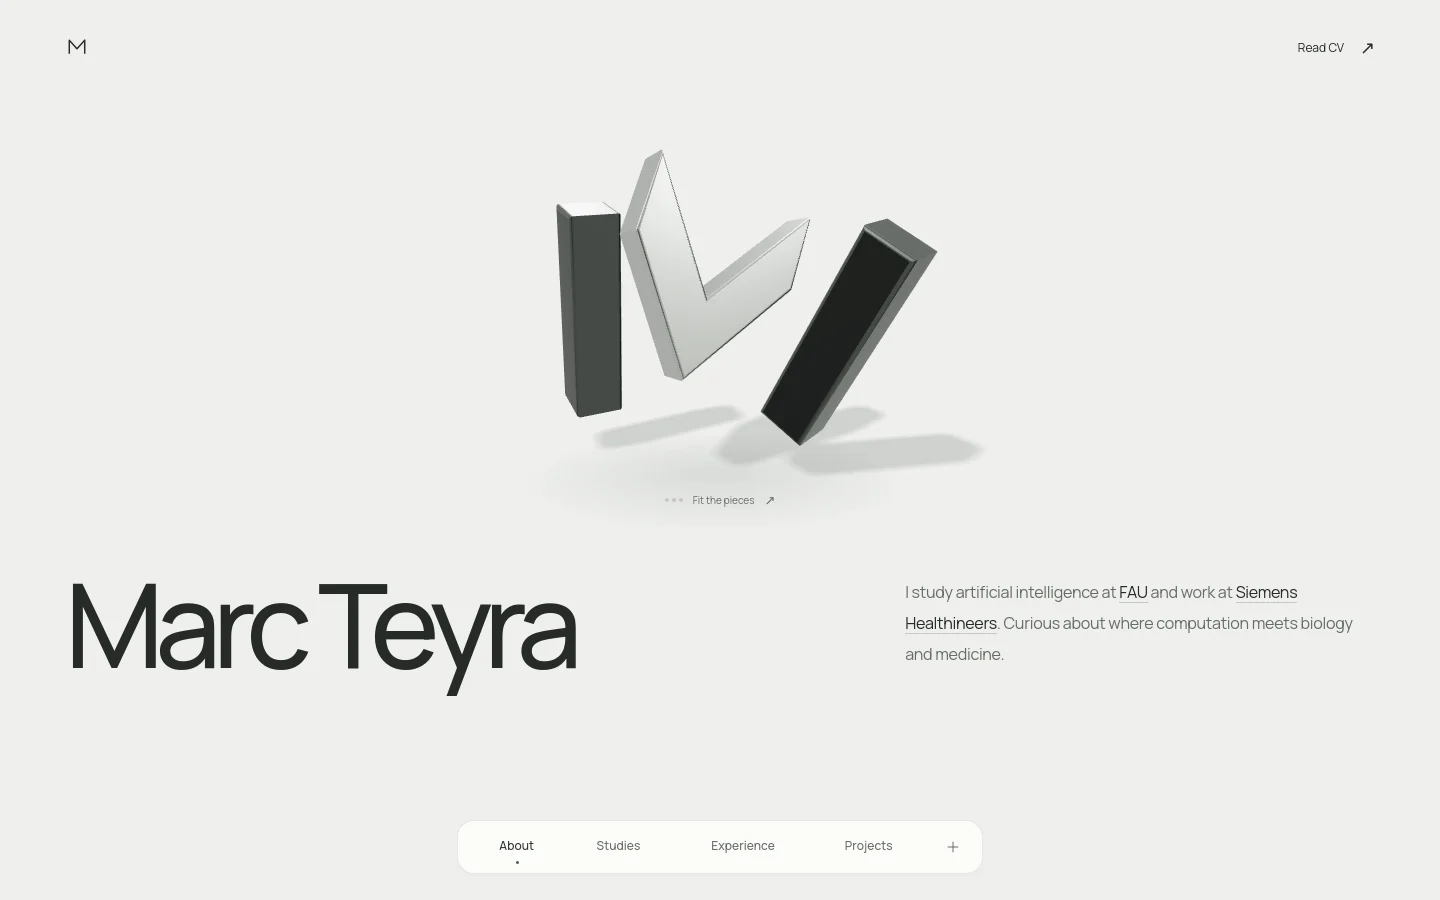 M
Read CV ↗
Fit the pieces ↗
Marc Teyra
I study artificial intelligence at FAU and work at Siemens
Healthineers. Curious about where computation meets biology
and medicine.
About
Studies
Experience
Projects
+